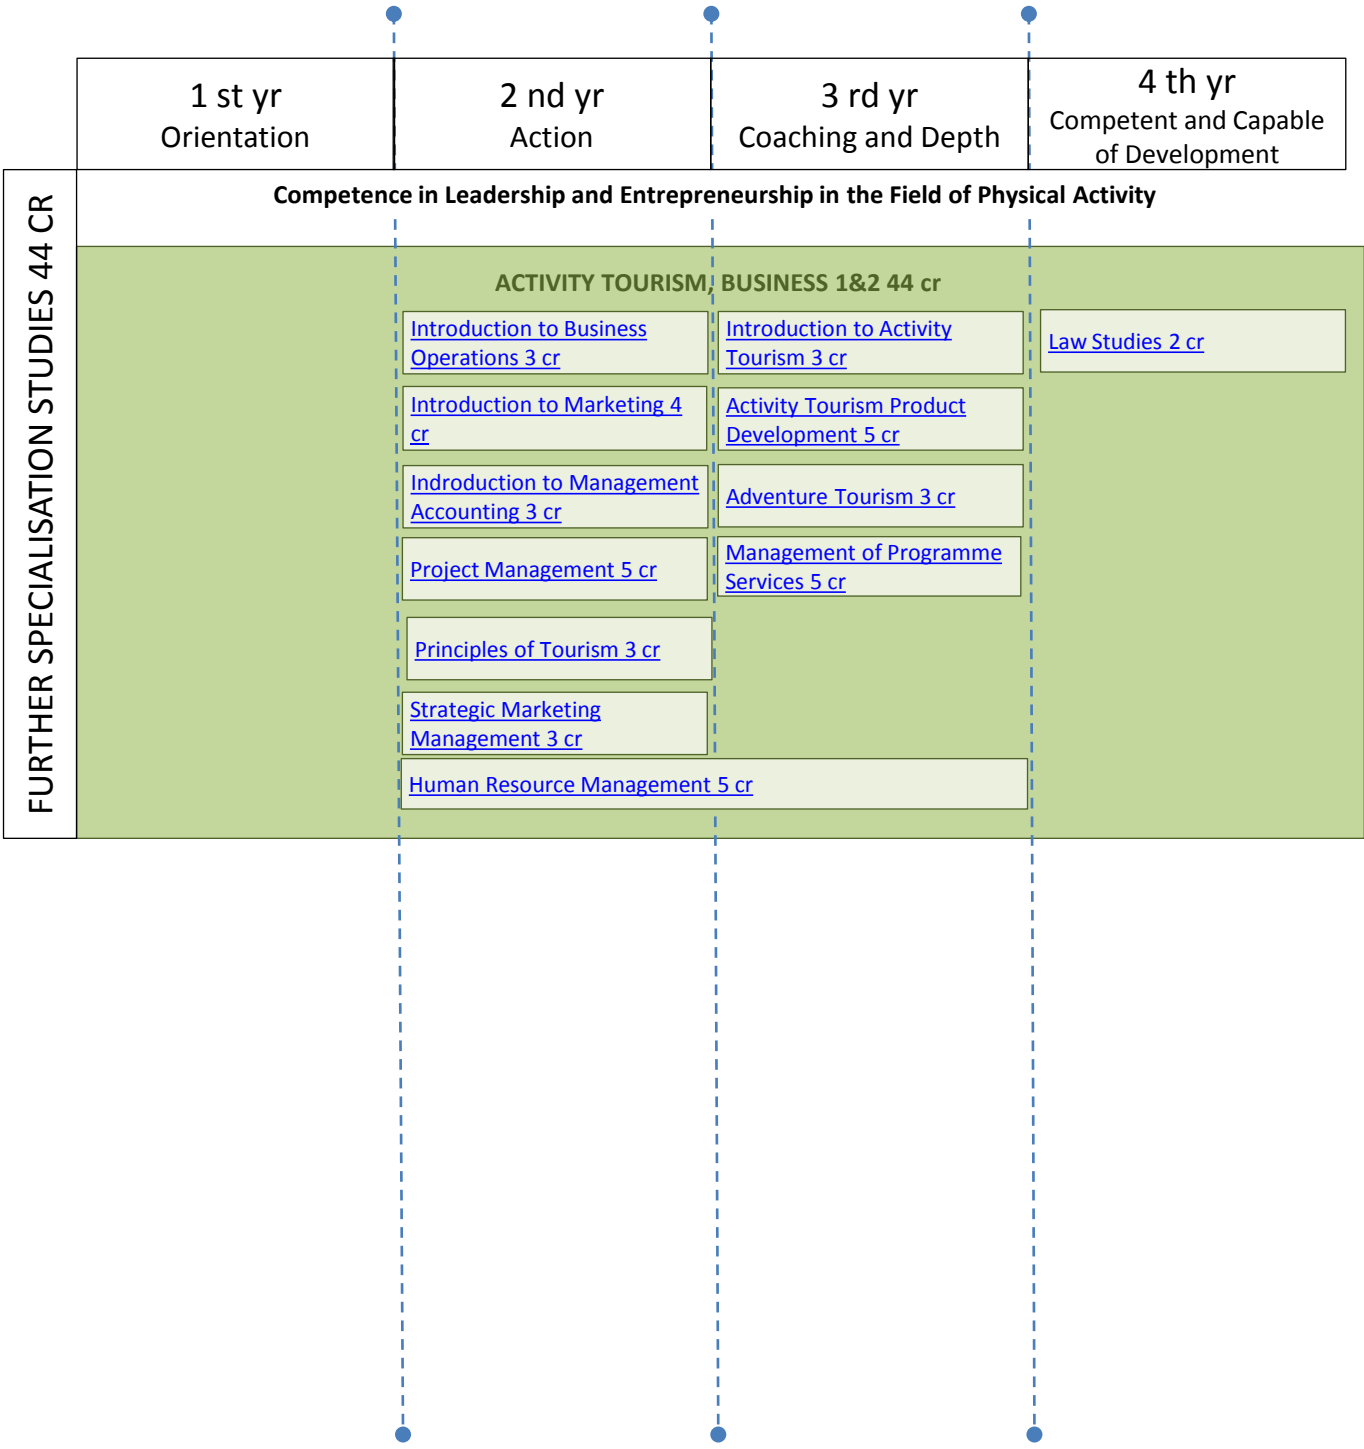 1 st yr
Orientation
2 nd yr
Action
3 rd yr
Coaching and Depth
4 th yr
Competent and Capable
of Development
FURTHER SPECIALISATION STUDIES 44 CR
Competence in Leadership and Entrepreneurship in the Field of Physical Activity
ACTIVITY TOURISM, BUSINESS 1&2 44 cr
Introduction to Business
Operations 3 cr
Introduction to Marketing 4
cr
Indroduction to Management
Accounting 3 cr
Project Management 5 cr
Principles of Tourism 3 cr
Strategic Marketing
Management 3 cr
Human Resource Management 5 cr
Introduction to Activity
Tourism 3 cr
Activity Tourism Product
Development 5 cr
Adventure Tourism 3 cr
Management of Programme
Services 5 cr
Law Studies 2 cr